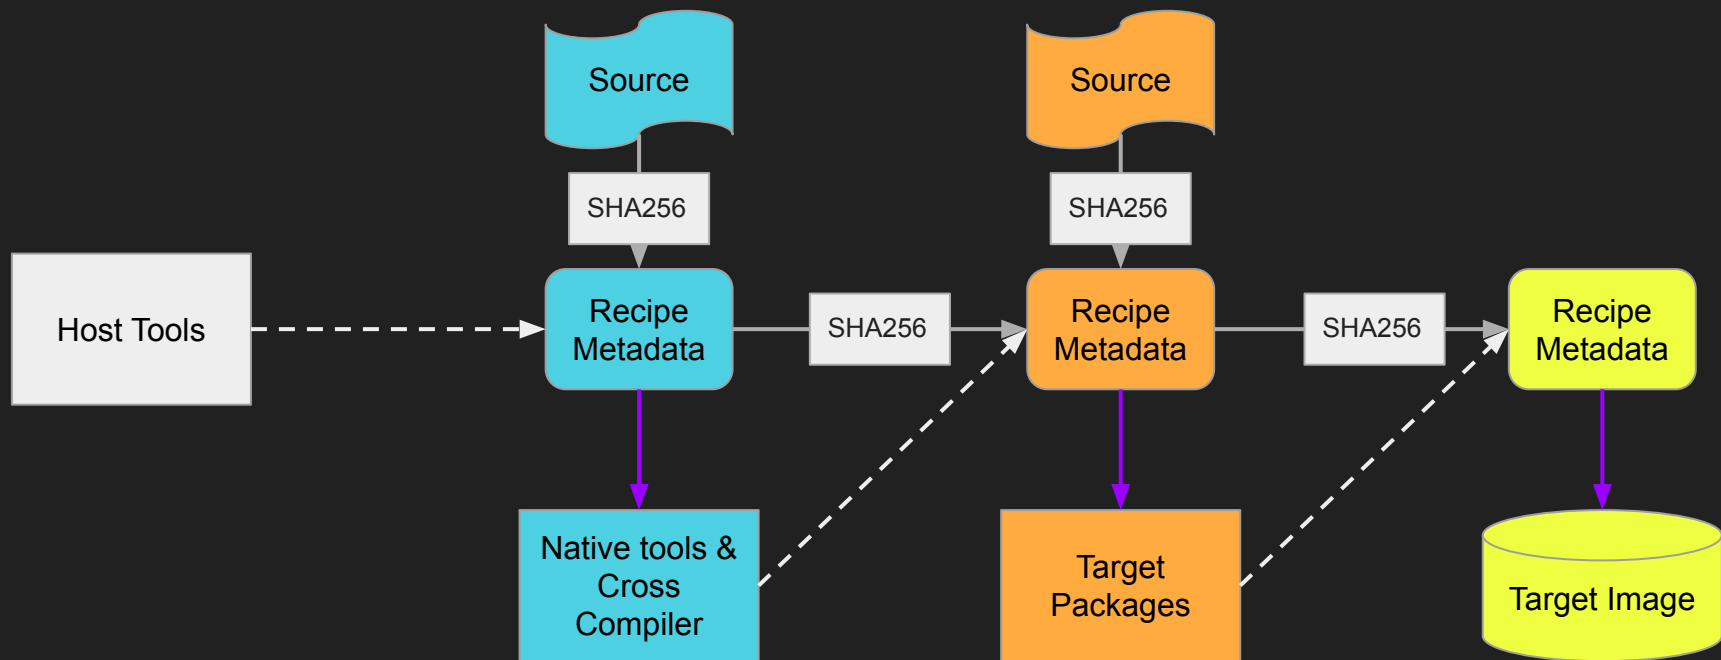 Source
Source
SHA256
SHA256
Host Tools
Recipe
Metadata
SHA256
Recipe
Metadata
SHA256
Recipe
Metadata
Native tools &
Cross
Compiler
Target
Packages
Target Image